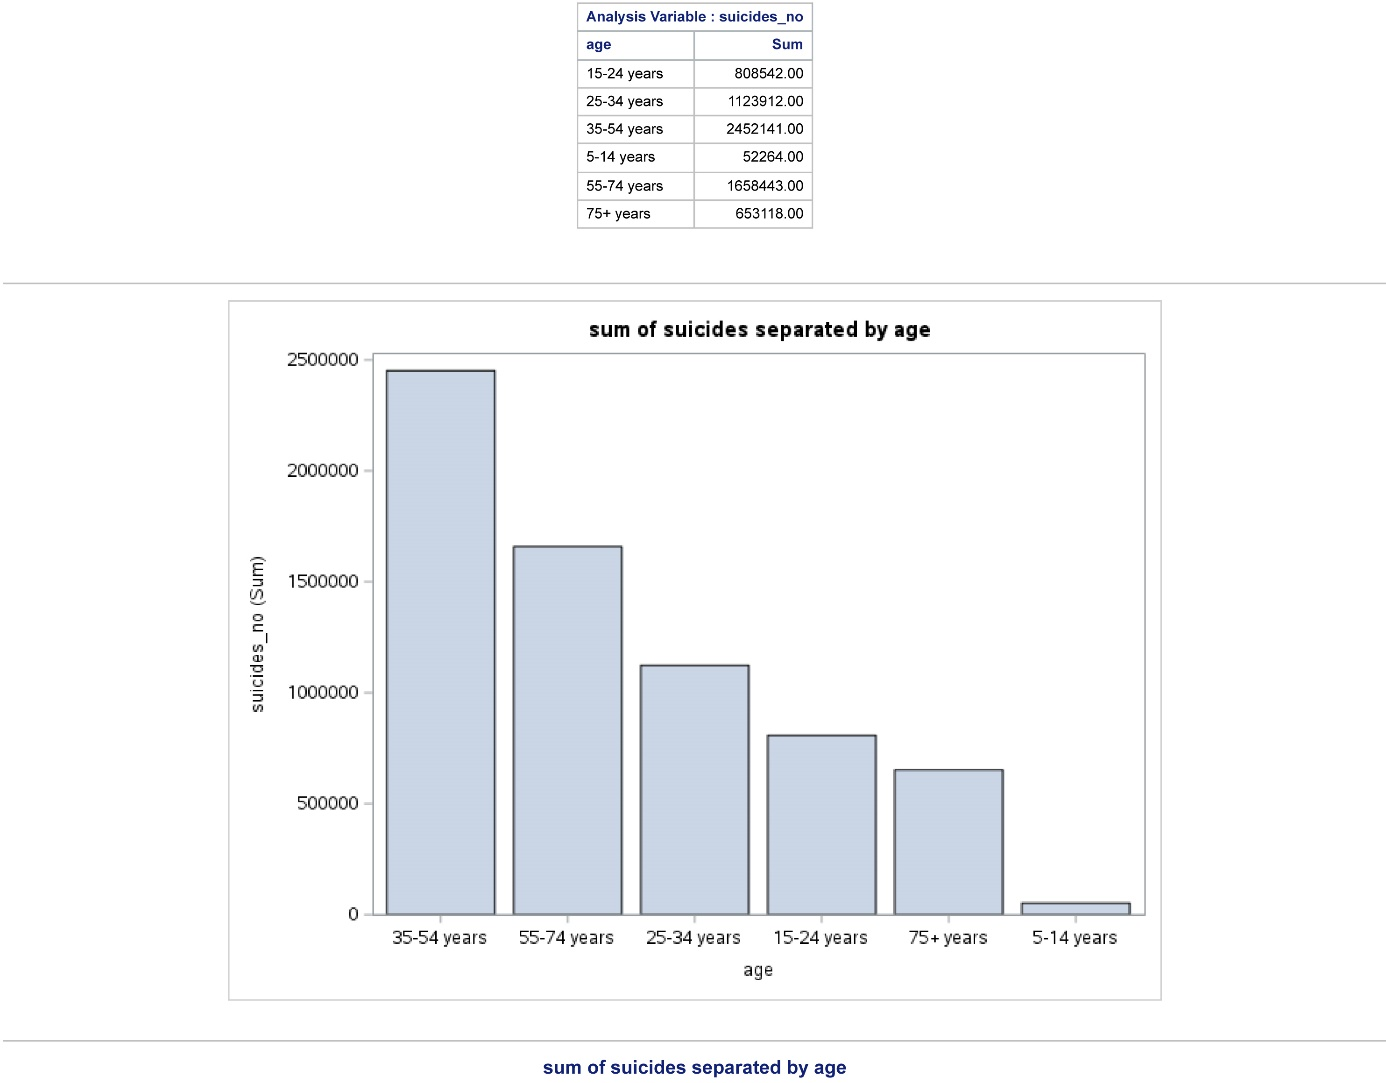 Analysis Variable : suicides_no
age Sum
15-24 years 808542.00
25-34 years 1123912.00
35-54 years 2452141.00
5-14 years 52264.00
55-74 years 1658443.00
75+ years 653118.00
sum of suicides separated by age
2500000
2000000
1500000
1000000
500000
0
suicides_no (Sum)
35-54 years 55-74 years 25-34 years 15-24 years 75+ years 5-14 years
age
sum of suicides separated by age